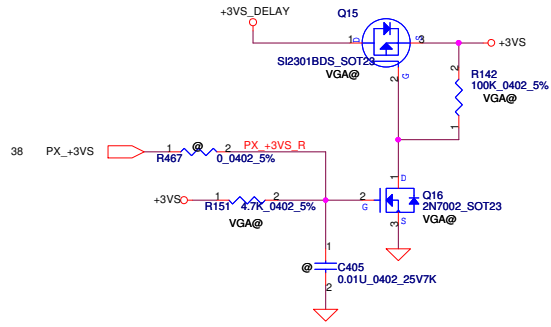 +3VS_DELAY
Q15
1 D S 3 +3VS
SI2301BDS_SOT23
VGA@
2 G
2
R142
100K_0402_5%
VGA@
1
38 PX_+3VS
1 @ 2 PX_+3VS_R
R467 0_0402_5%
1 D
+3VS 1 2 2 G
R151 4.7K_0402_5%
VGA@
Q16
2N7002_SOT23
VGA@
3 S
1
@ C405
0.01U_0402_25V7K
2